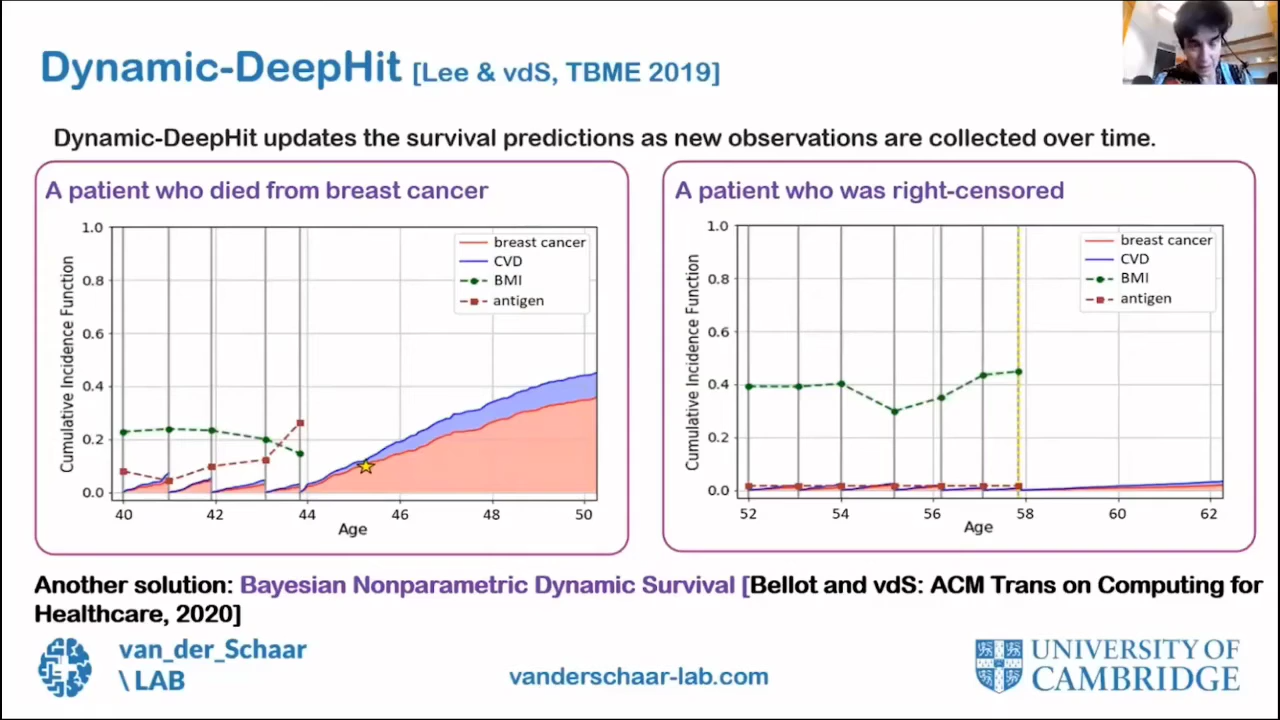 Dynamic-DeepHit [Lee & vdS, TBME 2019]
Dynamic-DeepHit updates the survival predictions as new observations are collected over time.
A patient who died from breast cancer
1.0
0.8
0.6
0.4
0.2
0.0
Cumulative Incidence Function
breast cancer
CVD
BMI
antigen
40 42 44 46 48 50
Age
A patient who was right-censored
1.0
0.8
0.6
0.4
0.2
0.0
Cumulative Incidence Function
breast cancer
CVD
BMI
antigen
52 54 56 58 60 62
Age
Another solution: Bayesian Nonparametric Dynamic Survival [Bellot and vdS: ACM Trans on Computing for
Healthcare, 2020]
van_der_Schaar
\ LAB
vanderschaar-lab.com
UNIVERSITY OF
CAMBRIDGE